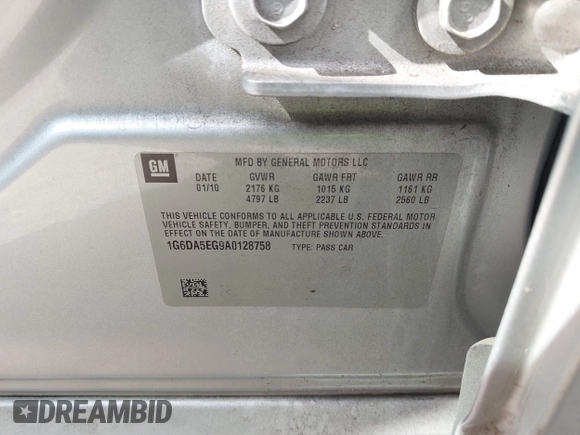 GM
MFD BY GENERAL MOTORS LLC
DATE GVWR GAWR FRT GAWR RR
01/10 2176 KG 1015 KG 1161 KG
4797 LB 2237 LB 2560 LB
THIS VEHICLE CONFORMS TO ALL APPLICABLE U.S. FEDERAL MOTOR
VEHICLE SAFETY, BUMPER, AND THEFT PREVENTION STANDARDS IN
EFFECT ON THE DATE OF MANUFACTURE SHOWN ABOVE.
1G6DA5EG9A0128758 TYPE: PASS CAR
DREAMBID